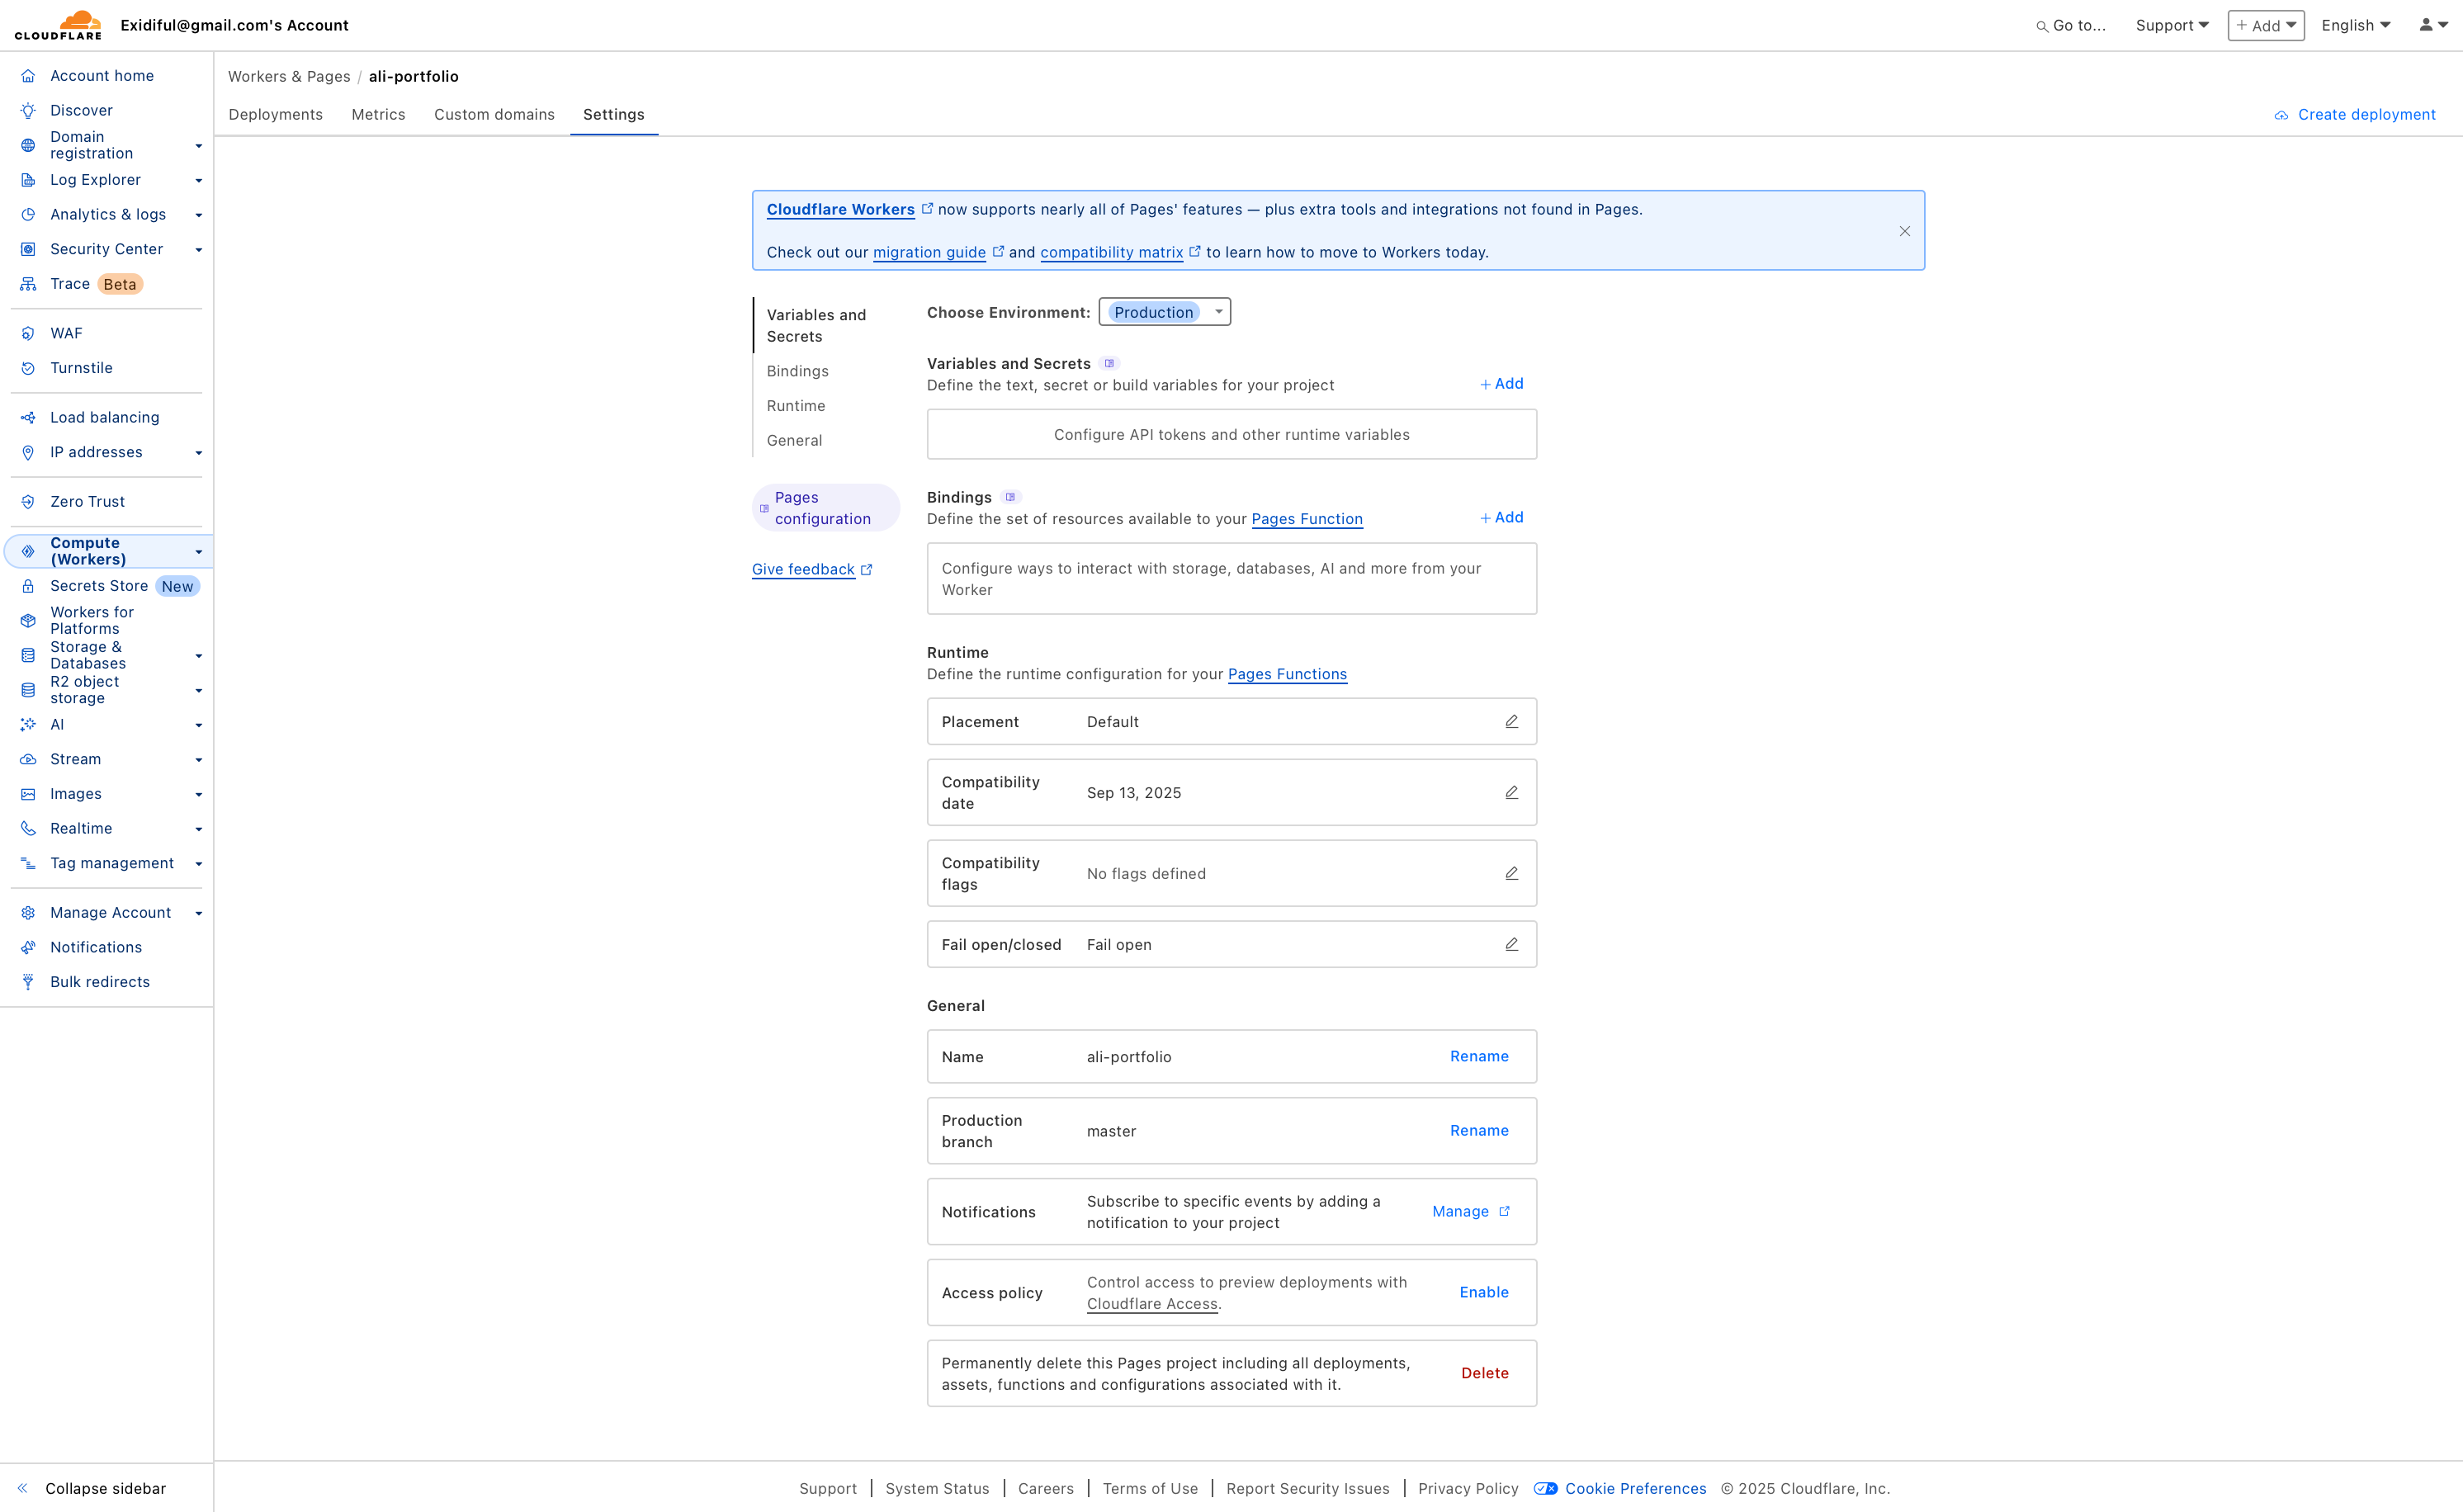 CLOUDFLARE
Exidiful@gmail.com's Account
Go to...
Support
+ Add
English
Account home
Discover
Domain
registration
Log Explorer
Analytics & logs
Security Center
Trace Beta
WAF
Turnstile
Load balancing
IP addresses
Zero Trust
Compute
(Workers)
Secrets Store New
Workers for
Platforms
Storage &
Databases
R2 object
storage
AI
Stream
Images
Realtime
Tag management
Manage Account
Notifications
Bulk redirects
Collapse sidebar
Workers & Pages / ali-portfolio
Deployments
Metrics
Custom domains
Settings
Create deployment
Cloudflare Workers now supports nearly all of Pages' features — plus extra tools and integrations not found in Pages.
Check out our migration guide and compatibility matrix to learn how to move to Workers today.
Variables and
Secrets
Bindings
Runtime
General
Pages
configuration
Give feedback
Choose Environment: Production
Variables and Secrets
Define the text, secret or build variables for your project
+ Add
Configure API tokens and other runtime variables
Bindings
Define the set of resources available to your Pages Function
+ Add
Configure ways to interact with storage, databases, AI and more from your
Worker
Runtime
Define the runtime configuration for your Pages Functions
Placement
Default
Compatibility
date
Sep 13, 2025
Compatibility
flags
No flags defined
Fail open/closed
Fail open
General
Name
ali-portfolio
Rename
Production
branch
master
Rename
Notifications
Subscribe to specific events by adding a
notification to your project
Manage
Access policy
Control access to preview deployments with
Cloudflare Access.
Enable
Permanently delete this Pages project including all deployments,
assets, functions and configurations associated with it.
Delete
Support
System Status
Careers
Terms of Use
Report Security Issues
Privacy Policy
Cookie Preferences
© 2025 Cloudflare, Inc.